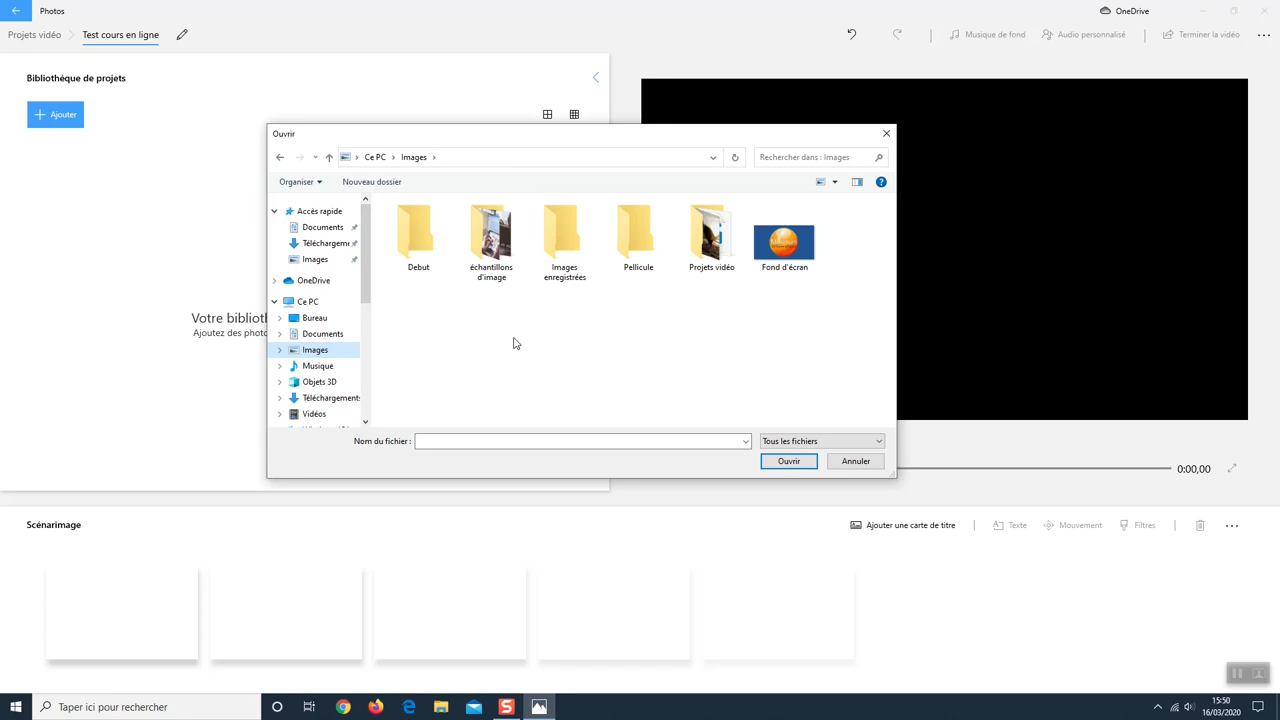 Photos
OneDrive
Projets vidéo
Test cours en ligne
Musique de fond
Audio personnalisé
Terminer la vidéo
Bibliothèque de projets
Ajouter
Ouvrir
Ce PC
Images
Rechercher dans : Images
Organiser
Nouveau dossier
Accès rapide
Documents
Téléchargeme
Images
OneDrive
Ce PC
Bureau
Documents
Images
Musique
Objets 3D
Téléchargements
Vidéos
Debut
échantillons
d'image
Images
enregistrées
Pellicule
Projets vidéo
Fond d'écran
Ajoutez des photo
Nom du fichier :
Tous les fichiers
Ouvrir
Annuler
0:00,00
Scénarimage
Ajouter une carte de titre
Texte
Mouvement
Filtres
Taper ici pour rechercher
15:50
16/03/2020